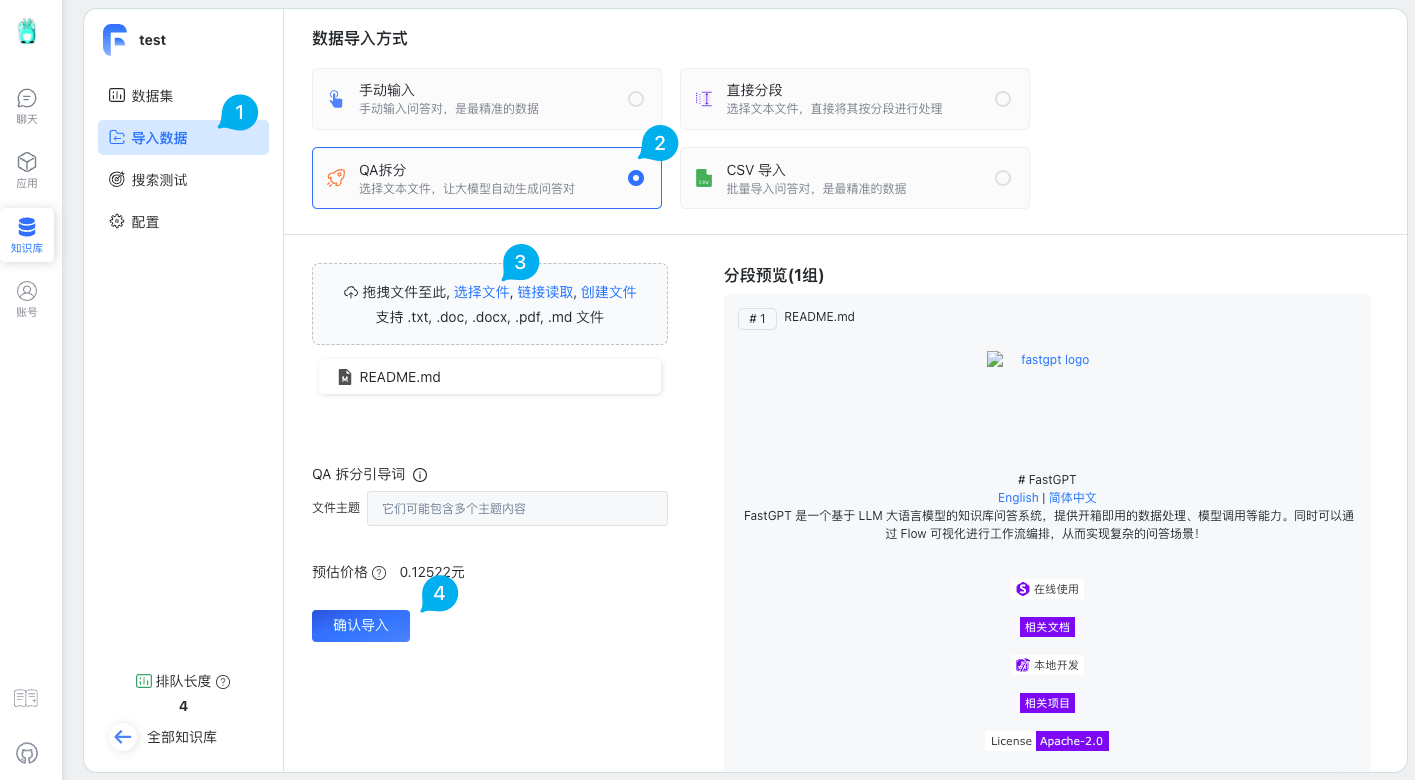 聊天
应用
知识库
账号
test
数据集
1
导入数据
搜索测试
配置
排队长度
4
全部知识库
数据导入方式
手动输入
手动输入问答对，是最精准的数据
直接分段
选择文本文件，直接将其按分段进行处理
2
QA拆分
选择文本文件，让大模型自动生成问答对
CSV 导入
批量导入问答对，是最精准的数据
3
拖拽文件至此, 选择文件, 链接读取, 创建文件
支持 .txt, .doc, .docx, .pdf, .md 文件
README.md
QA 拆分引导词
文件主题 它们可能包含多个主题内容
预估价格 0.12522元
4
确认导入
分段预览(1组)
# 1 README.md
fastgpt logo
# FastGPT
English | 简体中文
FastGPT 是一个基于 LLM 大语言模型的知识库问答系统，提供开箱即用的数据处理、模型调用等能力。同时可以通
过 Flow 可视化进行工作流编排，从而实现复杂的问答场景！
在线使用
相关文档
本地开发
相关项目
License Apache-2.0